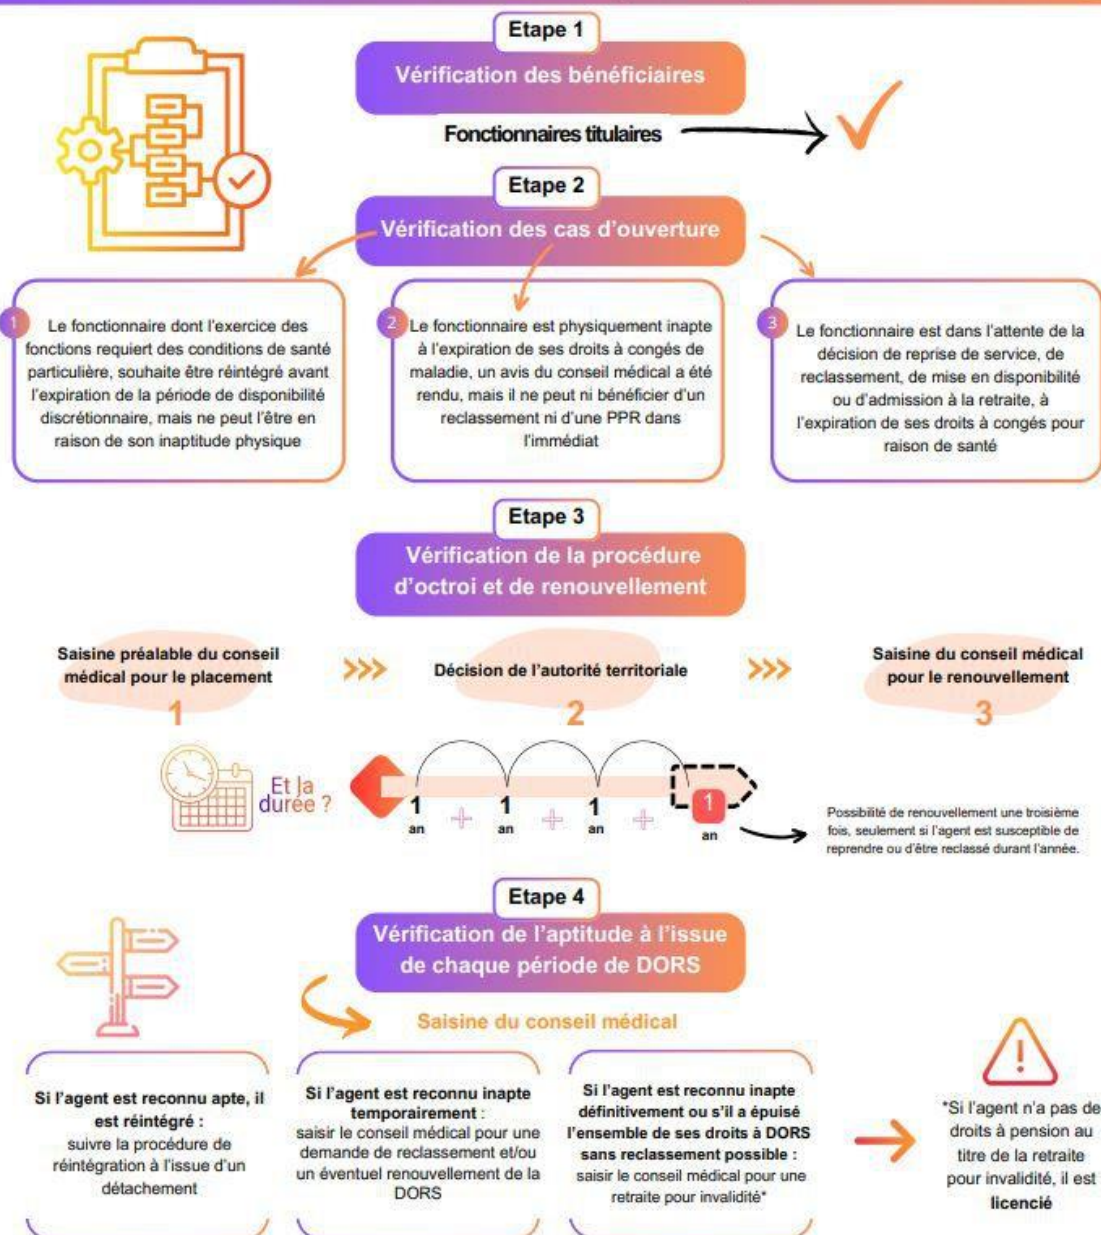 Etape 1
Vérification des bénéficiaires
Fonctionnaires titulaires
Etape 2
Vérification des cas d'ouverture
1
Le fonctionnaire dont l'exercice des
fonctions requiert des conditions de santé
particulière, souhaite être réintégré avant
l'expiration de la période de disponibilité
discrétionnaire, mais ne peut l'être en
raison de son inaptitude physique
2
Le fonctionnaire est physiquement inapte
à l'expiration de ses droits à congés de
maladie, un avis du conseil médical a été
rendu, mais il ne peut ni bénéficier d'un
reclassement ni d'une PPR dans
l'immédiat
3
Le fonctionnaire est dans l'attente de la
décision de reprise de service, de
reclassement, de mise en disponibilité
ou d'admission à la retraite, à
l'expiration de ses droits à congés pour
raison de santé
Etape 3
Vérification de la procédure
d'octroi et de renouvellement
Saisine préalable du conseil
médical pour le placement
1
Décision de l'autorité territoriale
2
Saisine du conseil médical
pour le renouvellement
3
Et la
durée ?
1
an
+
1
an
+
1
an
+
1
an
Possibilité de renouvellement une troisième
fois, seulement si l'agent est susceptible de
reprendre ou d'être reclassé durant l'année.
Etape 4
Vérification de l'aptitude à l'issue
de chaque période de DORS
Saisine du conseil médical
Si l'agent est reconnu apte, il
est réintégré :
suivre la procédure de
réintégration à l'issue d'un
détachement
Si l'agent est reconnu inapte
temporairement :
saisir le conseil médical pour une
demande de reclassement et/ou
un éventuel renouvellement de la
DORS
Si l'agent est reconnu inapte
définitivement ou s'il a épuisé
l'ensemble de ses droits à DORS
sans reclassement possible :
saisir le conseil médical pour une
retraite pour invalidité*
*Si l'agent n'a pas de
droits à pension au
titre de la retraite
pour invalidité, il est
licencié